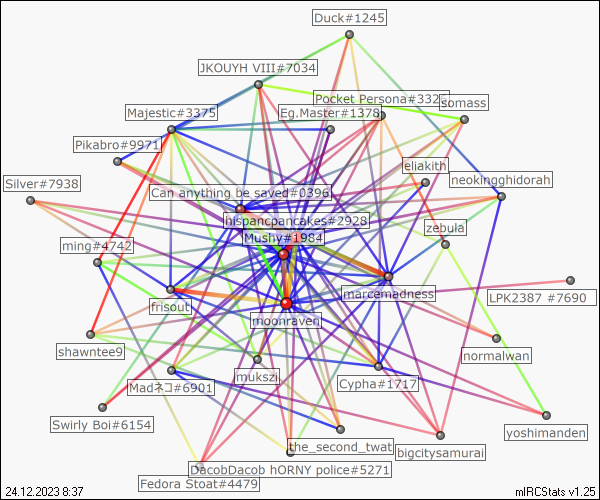 Duck#1245
JKOUYH VIII#7034
Pocket Persona#332
somass
Majestic#3375
Eg.Master#1378
Pikabro#9971
eliakith
neokingghidorah
Silver#7938
Can anything be saved#0396
hispancpancakes#2928
zebula
Mushy#1984
ming#4742
marcemadness
LPK2387 #7690
frisout
moonraven
shawntee9
normalwan
mukszi
Madネコ#6901
Cypha#1717
Swirly Boi#6154
yoshimanden
the_second_twat
bigcitysamurai
DacobDacob hORNY police#5271
Fedora Stoat#4479
24.12.2023 8:37
mIRCStats v1.25